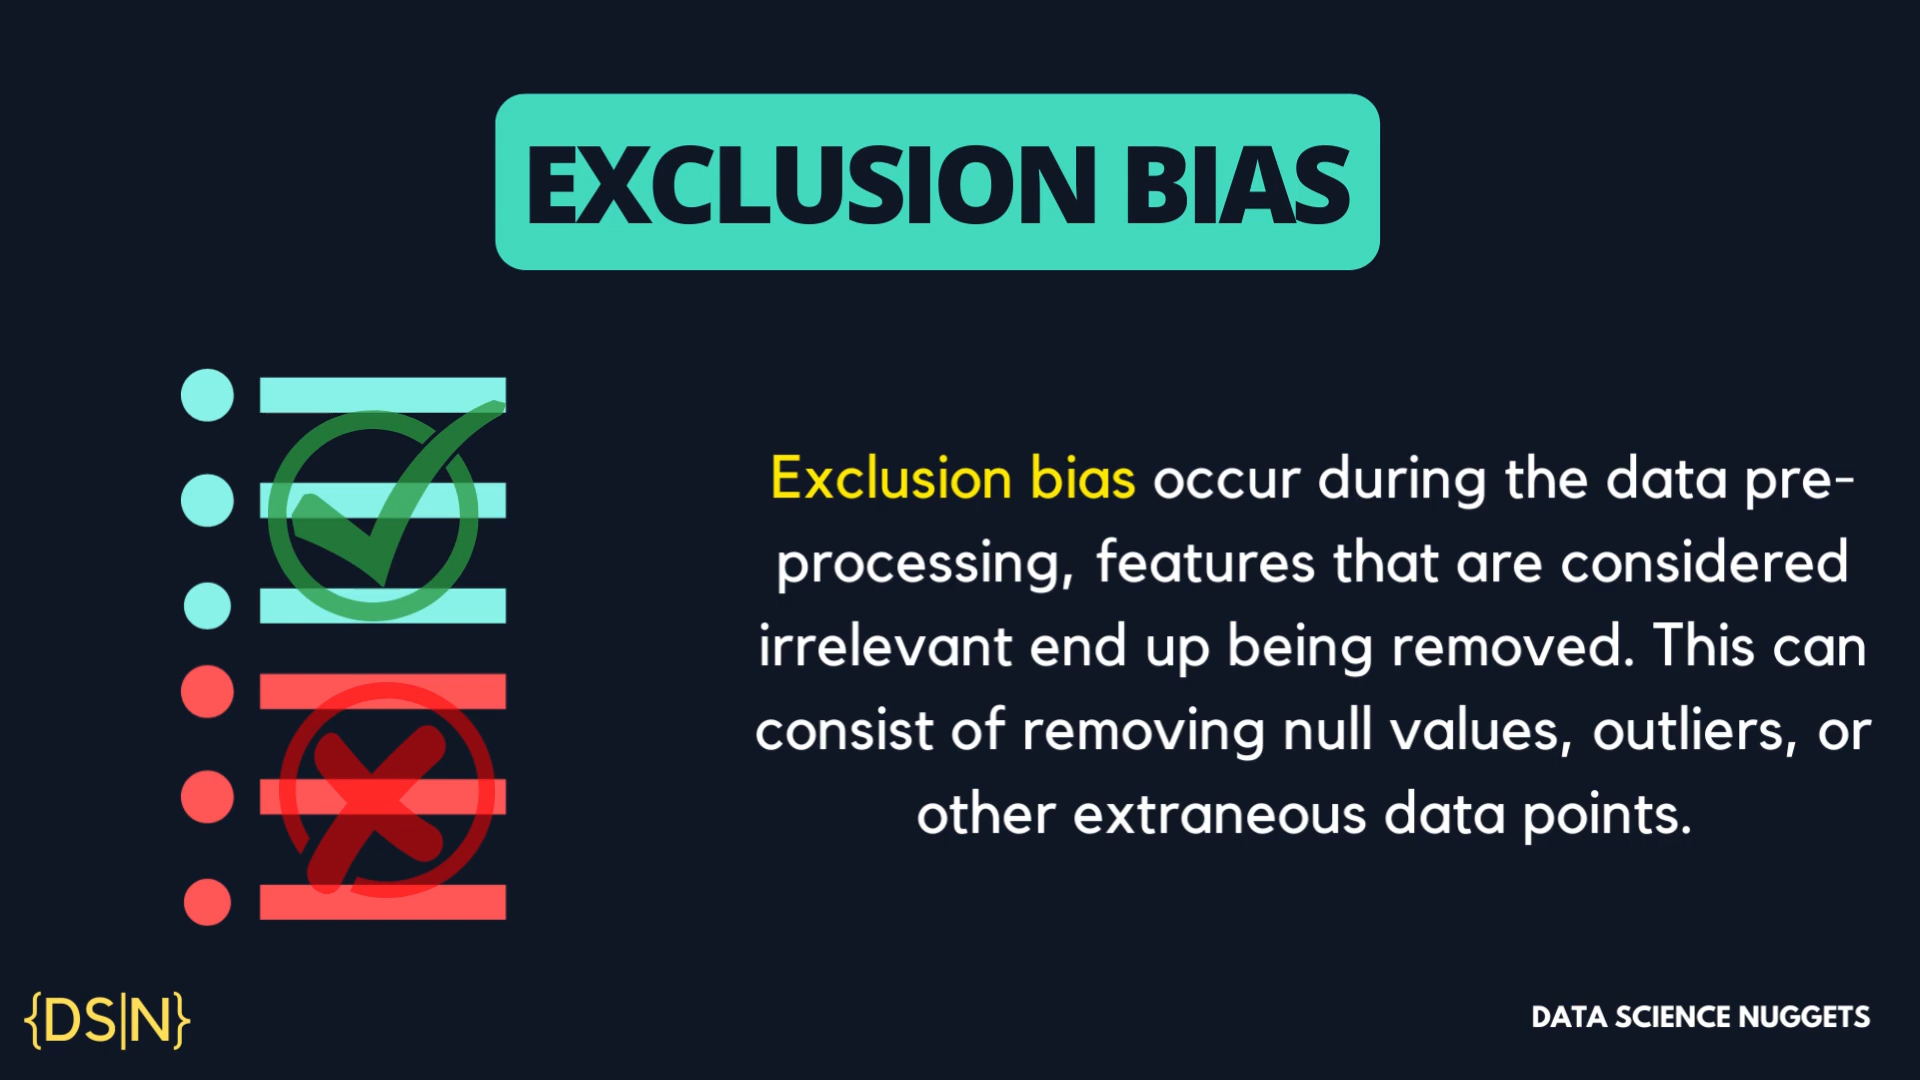 EXCLUSION BIAS
Exclusion bias occur during the data pre-
processing, features that are considered
irrelevant end up being removed. This can
consist of removing null values, outliers, or
other extraneous data points.
{DS|N}
DATA SCIENCE NUGGETS